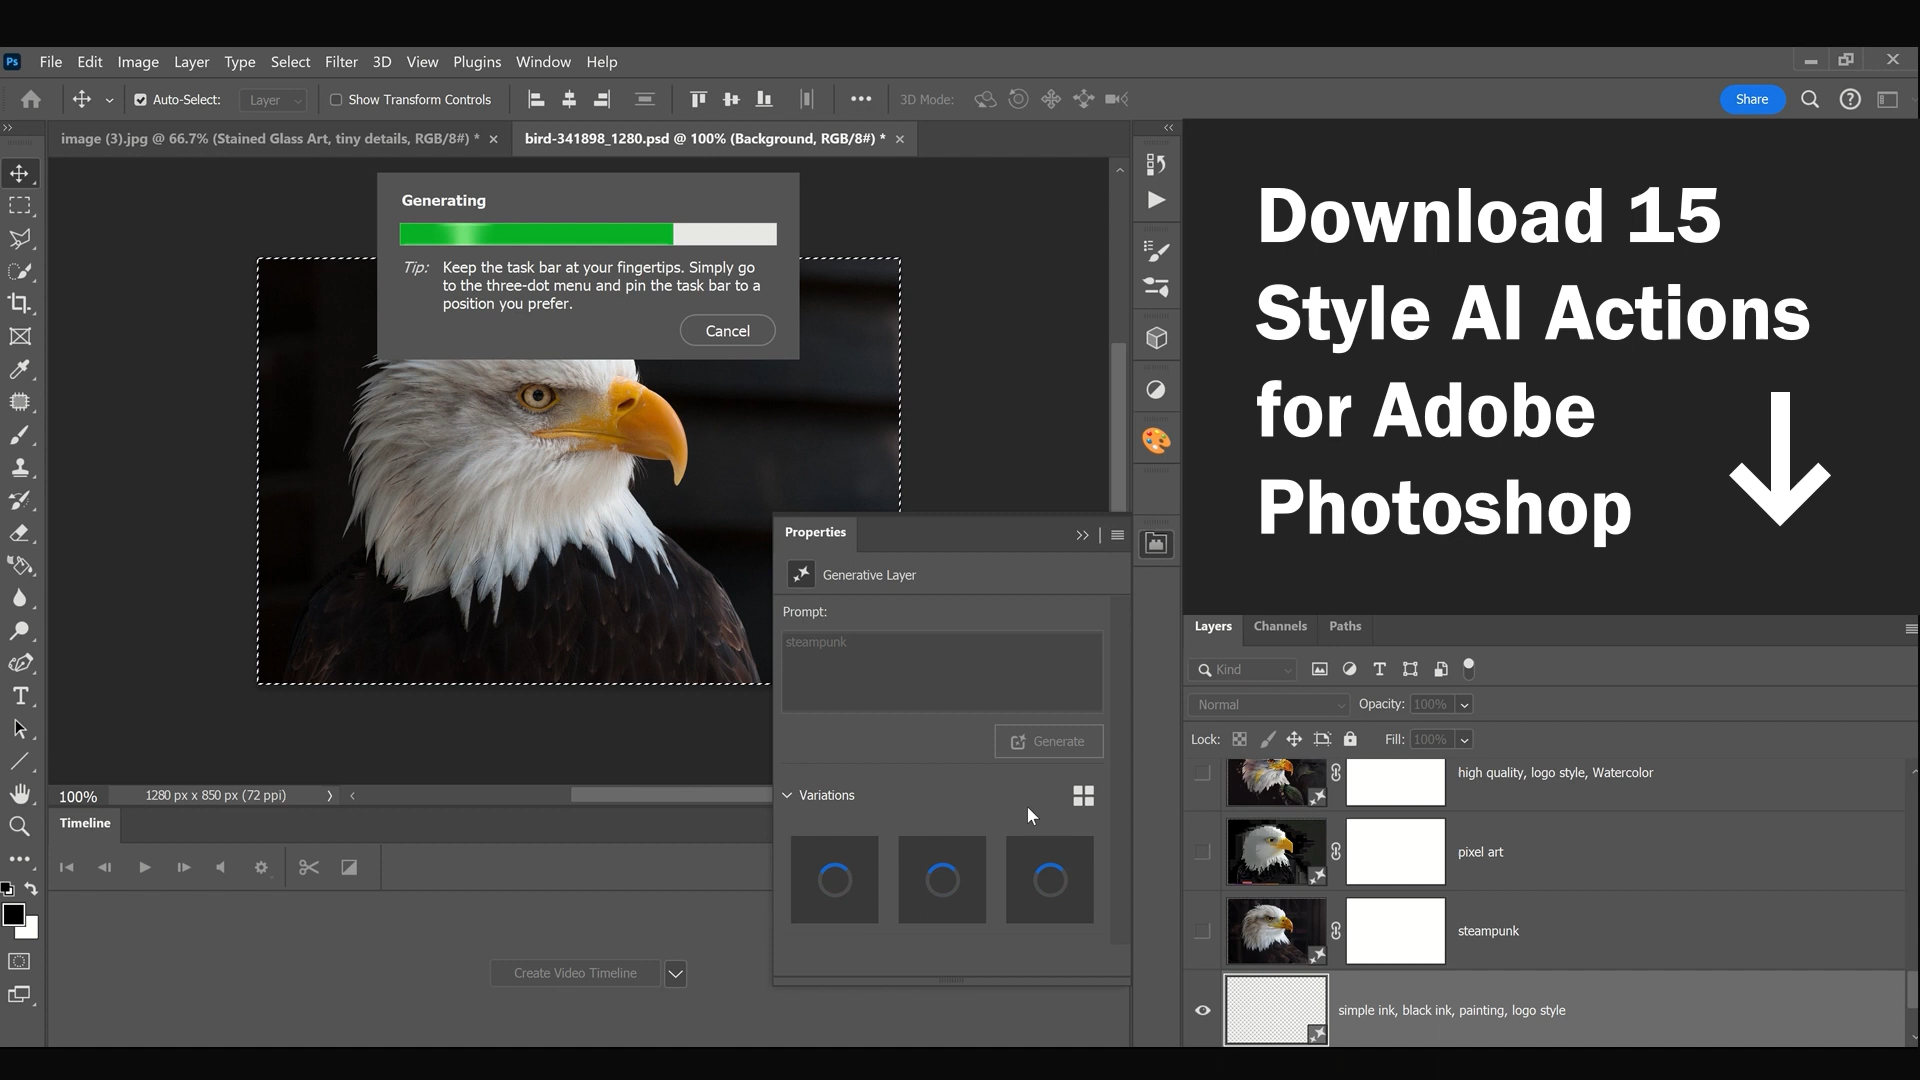 Ps File Edit Image Layer Type Select Filter 3D View Plugins Window Help
Auto-Select: Layer Show Transform Controls 3D Mode: Share
image (3).jpg @ 66.7% (Stained Glass Art, tiny details, RGB/8#) *
bird-341898_1280.psd @ 100% (Background, RGB/8#) *
Generating
Tip: Keep the task bar at your fingertips. Simply go
to the three-dot menu and pin the task bar to a
position you prefer.
Cancel
Download 15
Style AI Actions
for Adobe
Photoshop
Properties
Generative Layer
Prompt:
steampunk
Generate
Variations
100% 1280 px x 850 px (72 ppi)
Timeline
Create Video Timeline
Layers Channels Paths
Kind
Normal Opacity: 100%
Lock: Fill: 100%
high quality, logo style, Watercolor
pixel art
steampunk
simple ink, black ink, painting, logo style